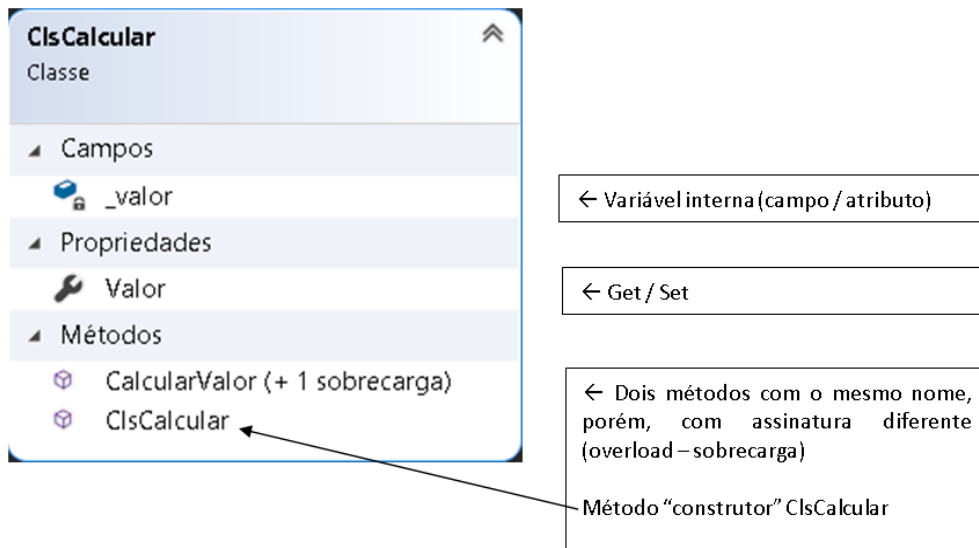 ClsCalcular
Classe
Campos
_valor
← Variável interna (campo / atributo)
Propriedades
Valor
← Get / Set
Métodos
CalcularValor (+ 1 sobrecarga)
ClsCalcular
← Dois métodos com o mesmo nome,
porém, com assinatura diferente
(overload – sobrecarga)
Método “construtor” ClsCalcular